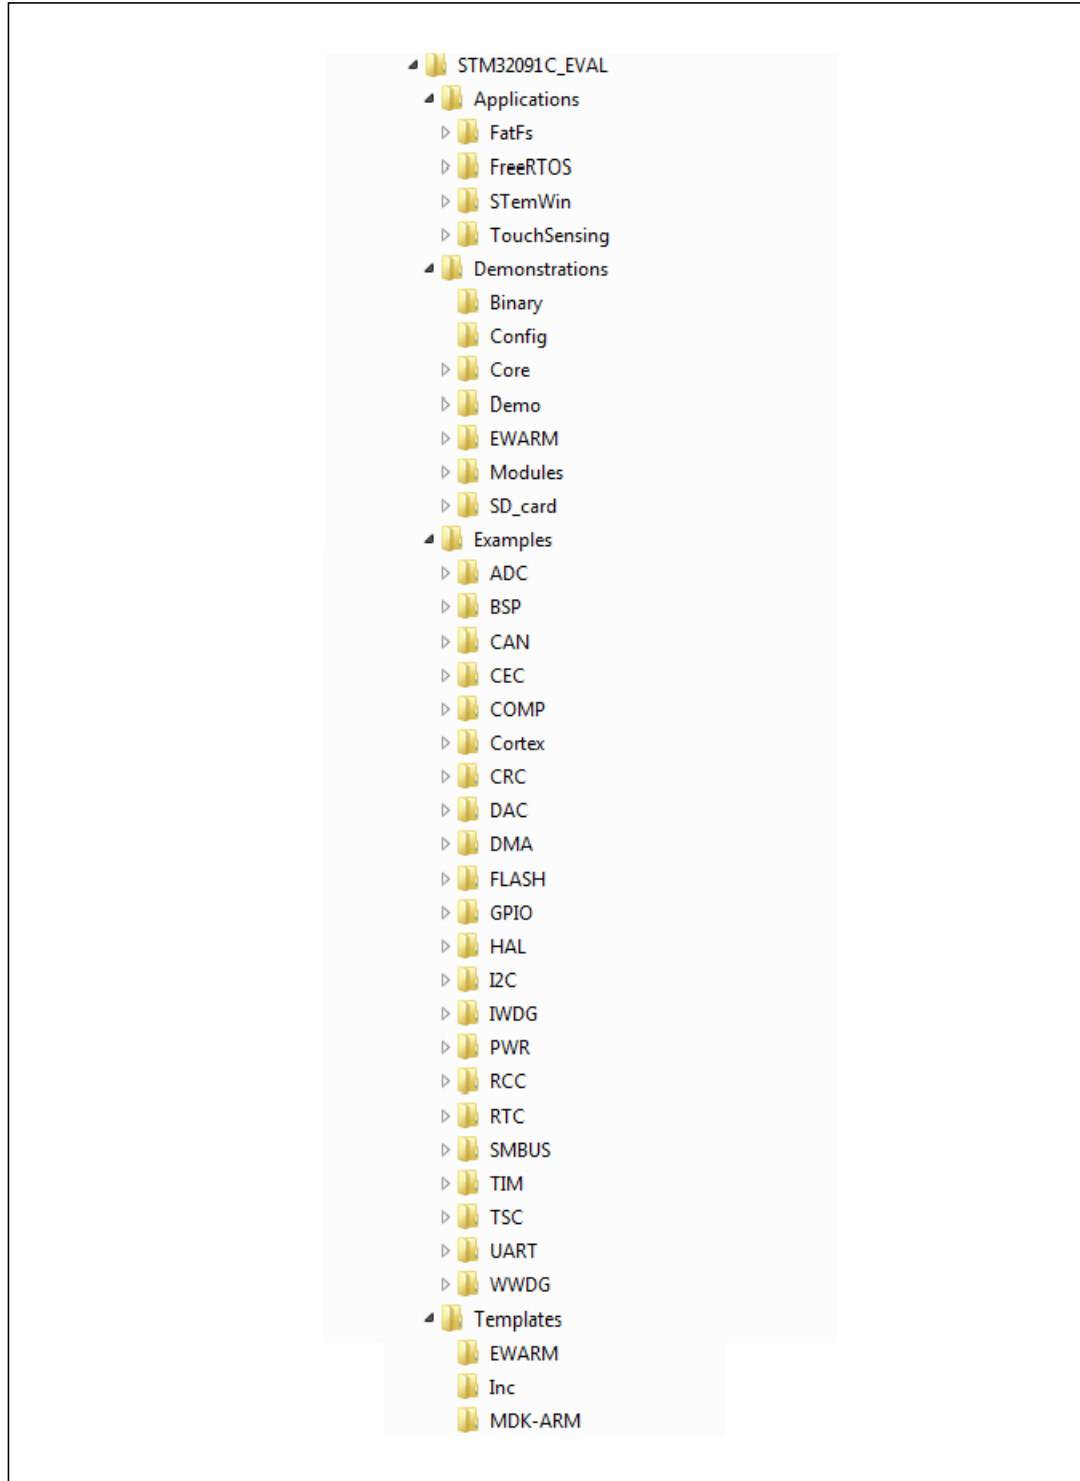 STM32091C_EVAL
Applications
FatFs
FreeRTOS
STemWin
TouchSensing
Demonstrations
Binary
Config
Core
Demo
EWARM
Modules
SD_card
Examples
ADC
BSP
CAN
CEC
COMP
Cortex
CRC
DAC
DMA
FLASH
GPIO
HAL
I2C
IWDG
PWR
RCC
RTC
SMBUS
TIM
TSC
UART
WWDG
Templates
EWARM
Inc
MDK-ARM